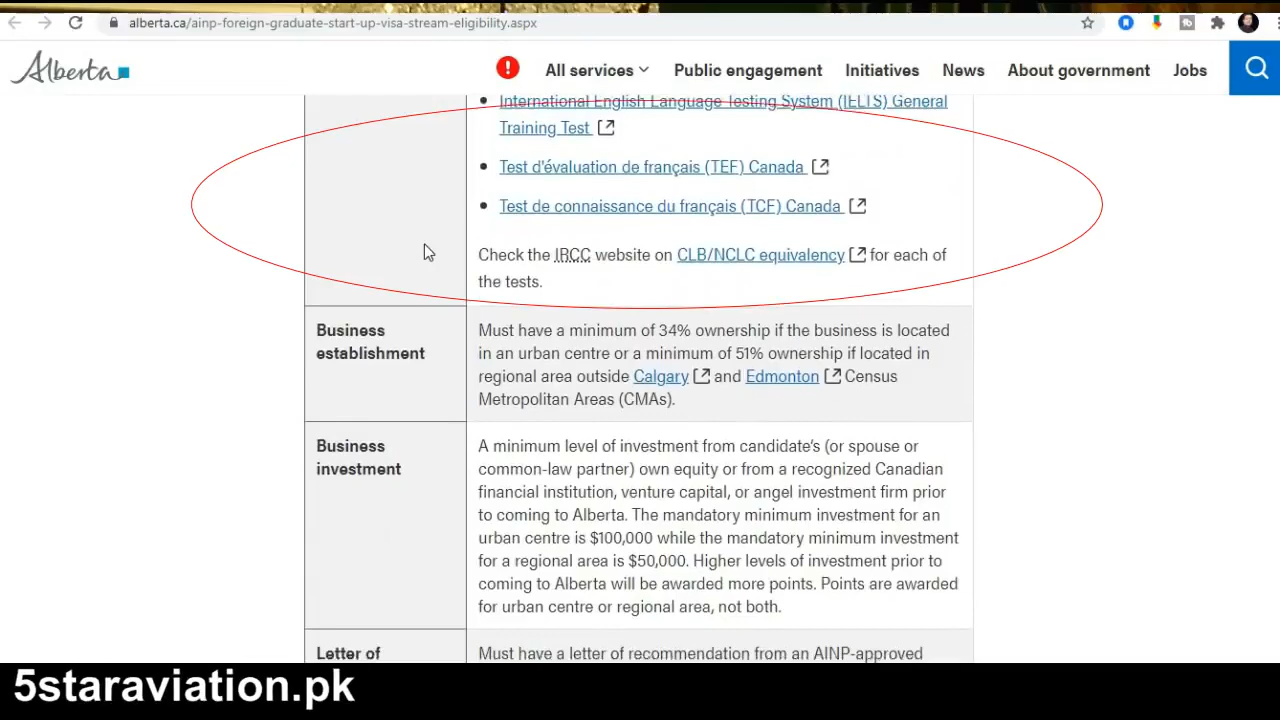 alberta.ca/ainp-foreign-graduate-start-up-visa-stream-eligibility.aspx
Alberta
All services
Public engagement
Initiatives
News
About government
Jobs
International English Language Testing System (IELTS) General
Training Test
Test d'évaluation de français (TEF) Canada
Test de connaissance du français (TCF) Canada
Check the IRCC website on CLB/NCLC equivalency for each of
the tests.
Business
establishment
Must have a minimum of 34% ownership if the business is located
in an urban centre or a minimum of 51% ownership if located in
regional area outside Calgary and Edmonton Census
Metropolitan Areas (CMAs).
Business
investment
A minimum level of investment from candidate's (or spouse or
common-law partner) own equity or from a recognized Canadian
financial institution, venture capital, or angel investment firm prior
to coming to Alberta. The mandatory minimum investment for an
urban centre is $100,000 while the mandatory minimum investment
for a regional area is $50,000. Higher levels of investment prior to
coming to Alberta will be awarded more points. Points are awarded
for urban centre or regional area, not both.
Letter of
Must have a letter of recommendation from an AINP-approved
5staraviation.pk